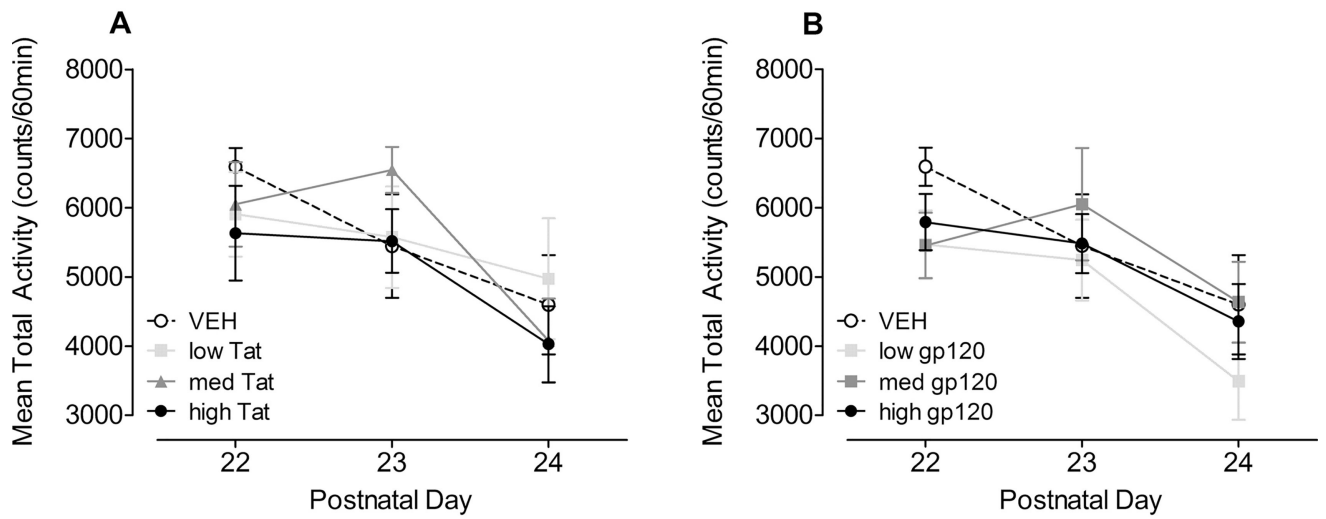 A
Mean Total Activity (counts/60min)
8000
7000
6000
5000
4000
3000
VEH
low Tat
med Tat
high Tat
22 23 24
Postnatal Day
B
Mean Total Activity (counts/60min)
8000
7000
6000
5000
4000
3000
VEH
low gp120
med gp120
high gp120
22 23 24
Postnatal Day